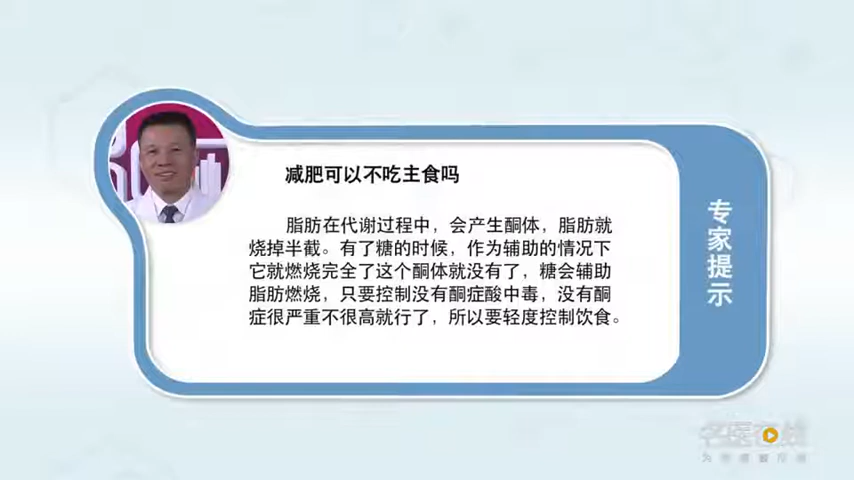 减肥可以不吃主食吗
脂肪在代谢过程中，会产生酮体，脂肪就
烧掉半截。有了糖的时候，作为辅助的情况下
它就燃烧完全了这个酮体就没有了，糖会辅助
脂肪燃烧，只要控制没有酮症酸中毒，没有酮
症很严重不很高就行了，所以要轻度控制饮食。
专家提示
名医在线